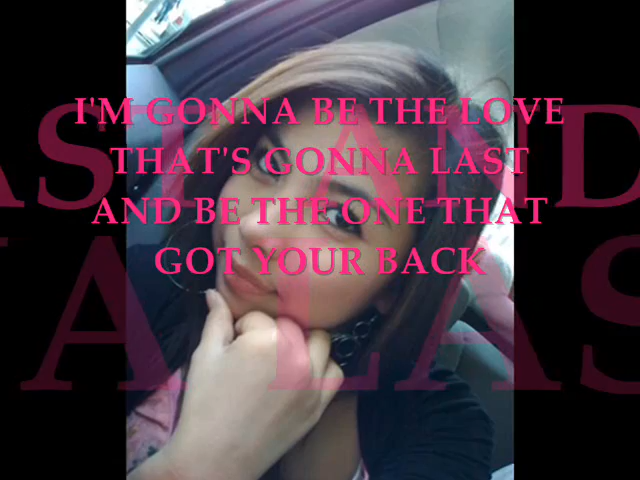 I'M GONNA BE THE LOVE
THAT'S GONNA LAST
AND BE THE ONE THAT
GOT YOUR BACK